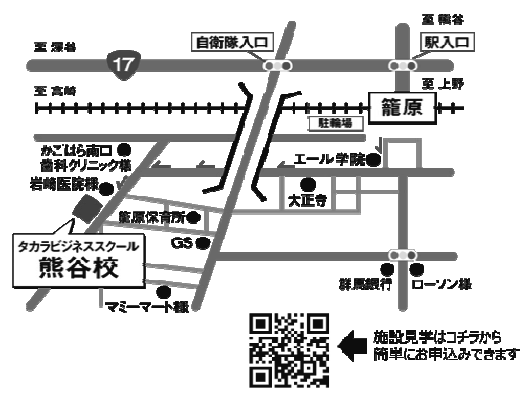 至 深谷
17
自衛隊入口
至 熊谷
駅入口
至 宮崎
至 上野
籠原
駐輪場
かごはら南口
歯科クリニック様
岩崎医院様
エール学院
大正寺
籠原保育所
GS
タカラビジネススクール
熊谷校
マミーマート様
群馬銀行
ローソン様
施設見学はコチラから
簡単にお申込みできます